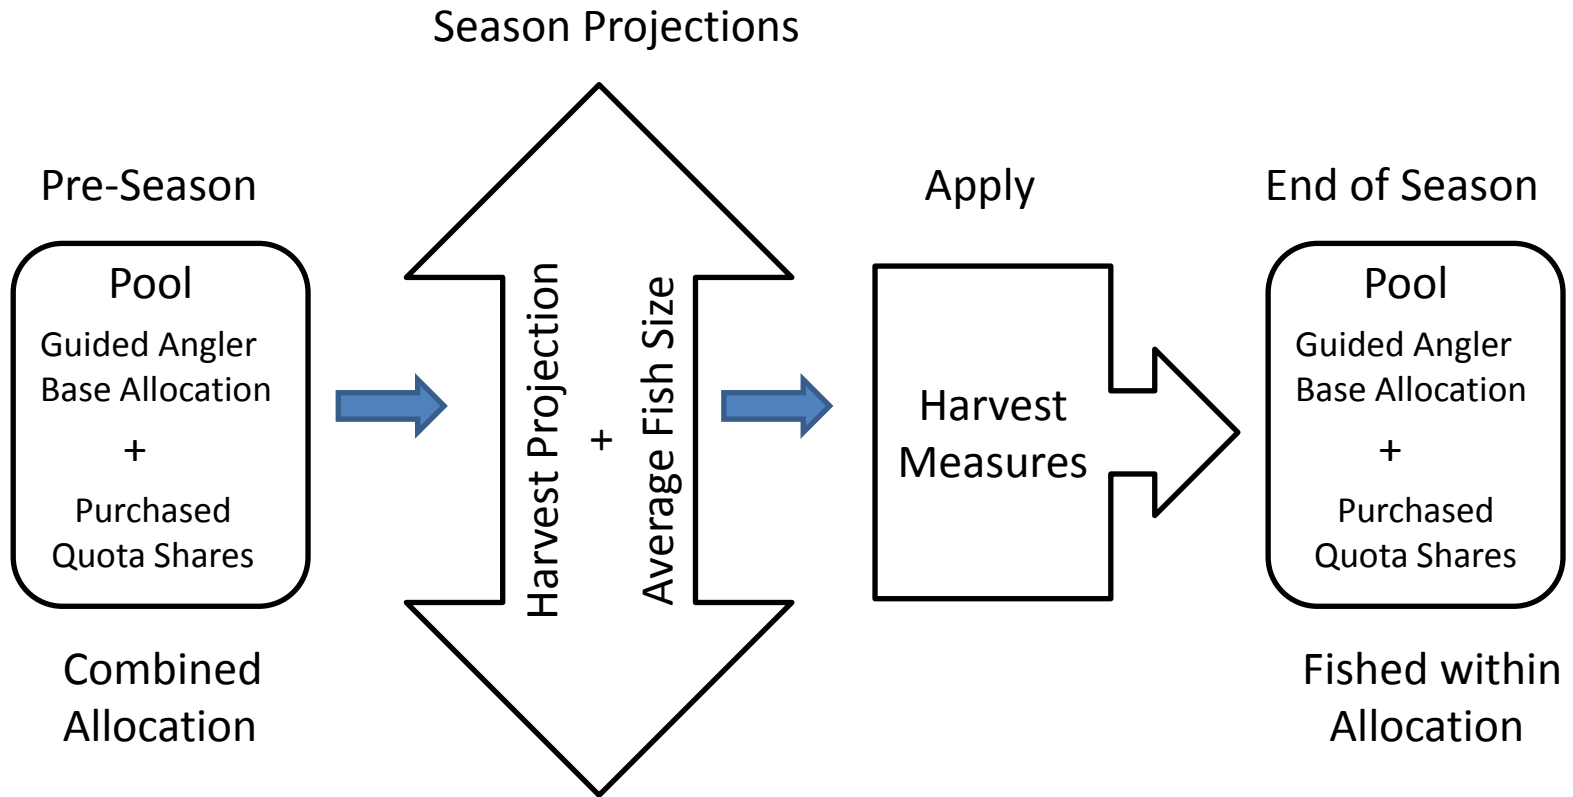 Season Projections
Pre-Season
Pool
Guided Angler
Base Allocation
+
Purchased
Quota Shares
Combined
Allocation
Harvest Projection
+
Average Fish Size
Apply
Harvest
Measures
End of Season
Pool
Guided Angler
Base Allocation
+
Purchased
Quota Shares
Fished within
Allocation